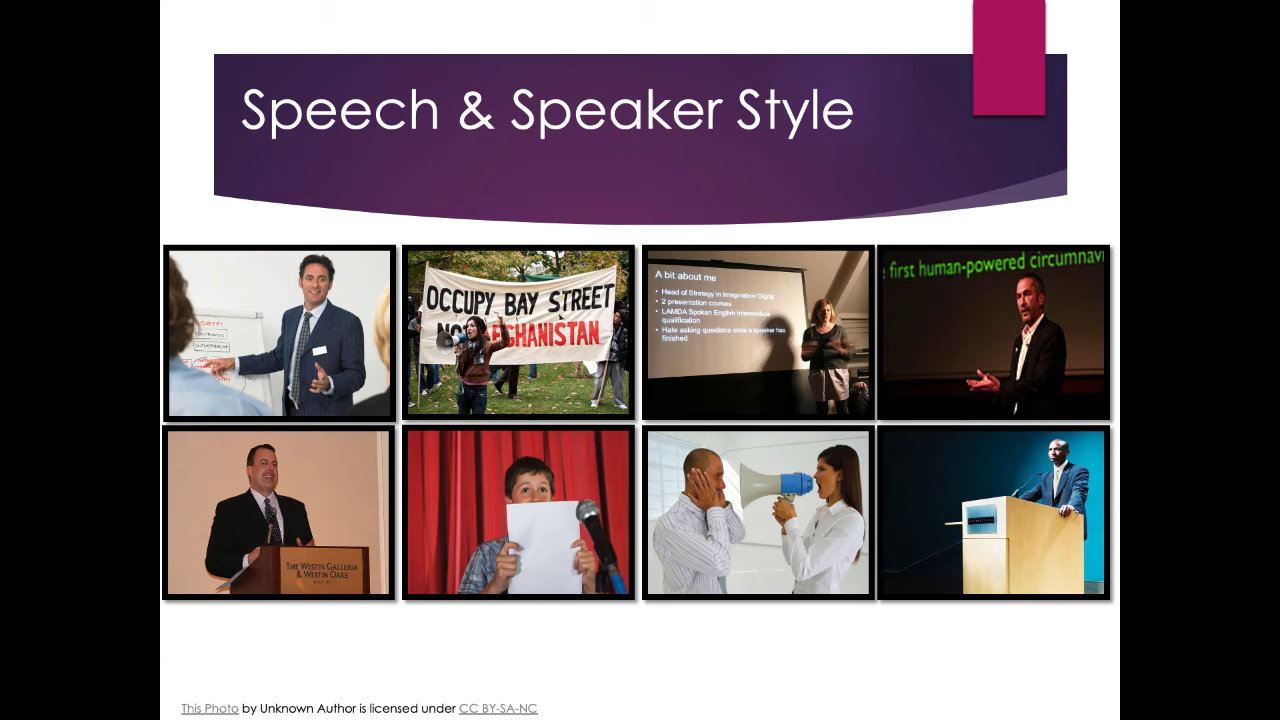 Speech & Speaker Style
OCCUPY BAY STREET
NOT AFGHANISTAN
A bit about me
• Head of Strategy in Imagination Digital
• 2 presentation courses
• LAMDA Spoken English Intermediate
qualification
• Hate asking questions once a speaker has
finished
first human-powered circumnavi
THE WESTIN GALLERIA
& WESTIN OAKS
This Photo by Unknown Author is licensed under CC BY-SA-NC